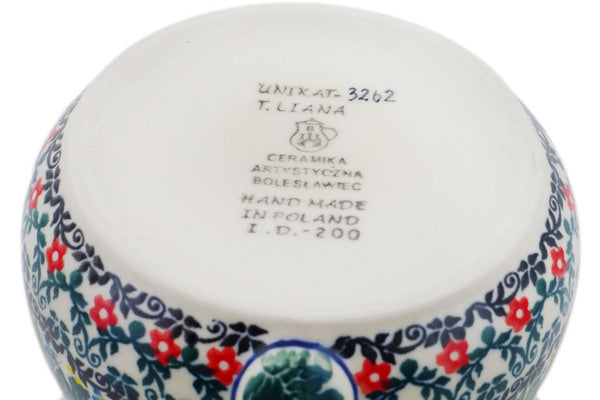 UNIKAT-3262
T. LIANA
CERAMIKA
ARTYSTYCZNA
BOLESŁAWIEC
HAND MADE
IN POLAND
I.D.-200